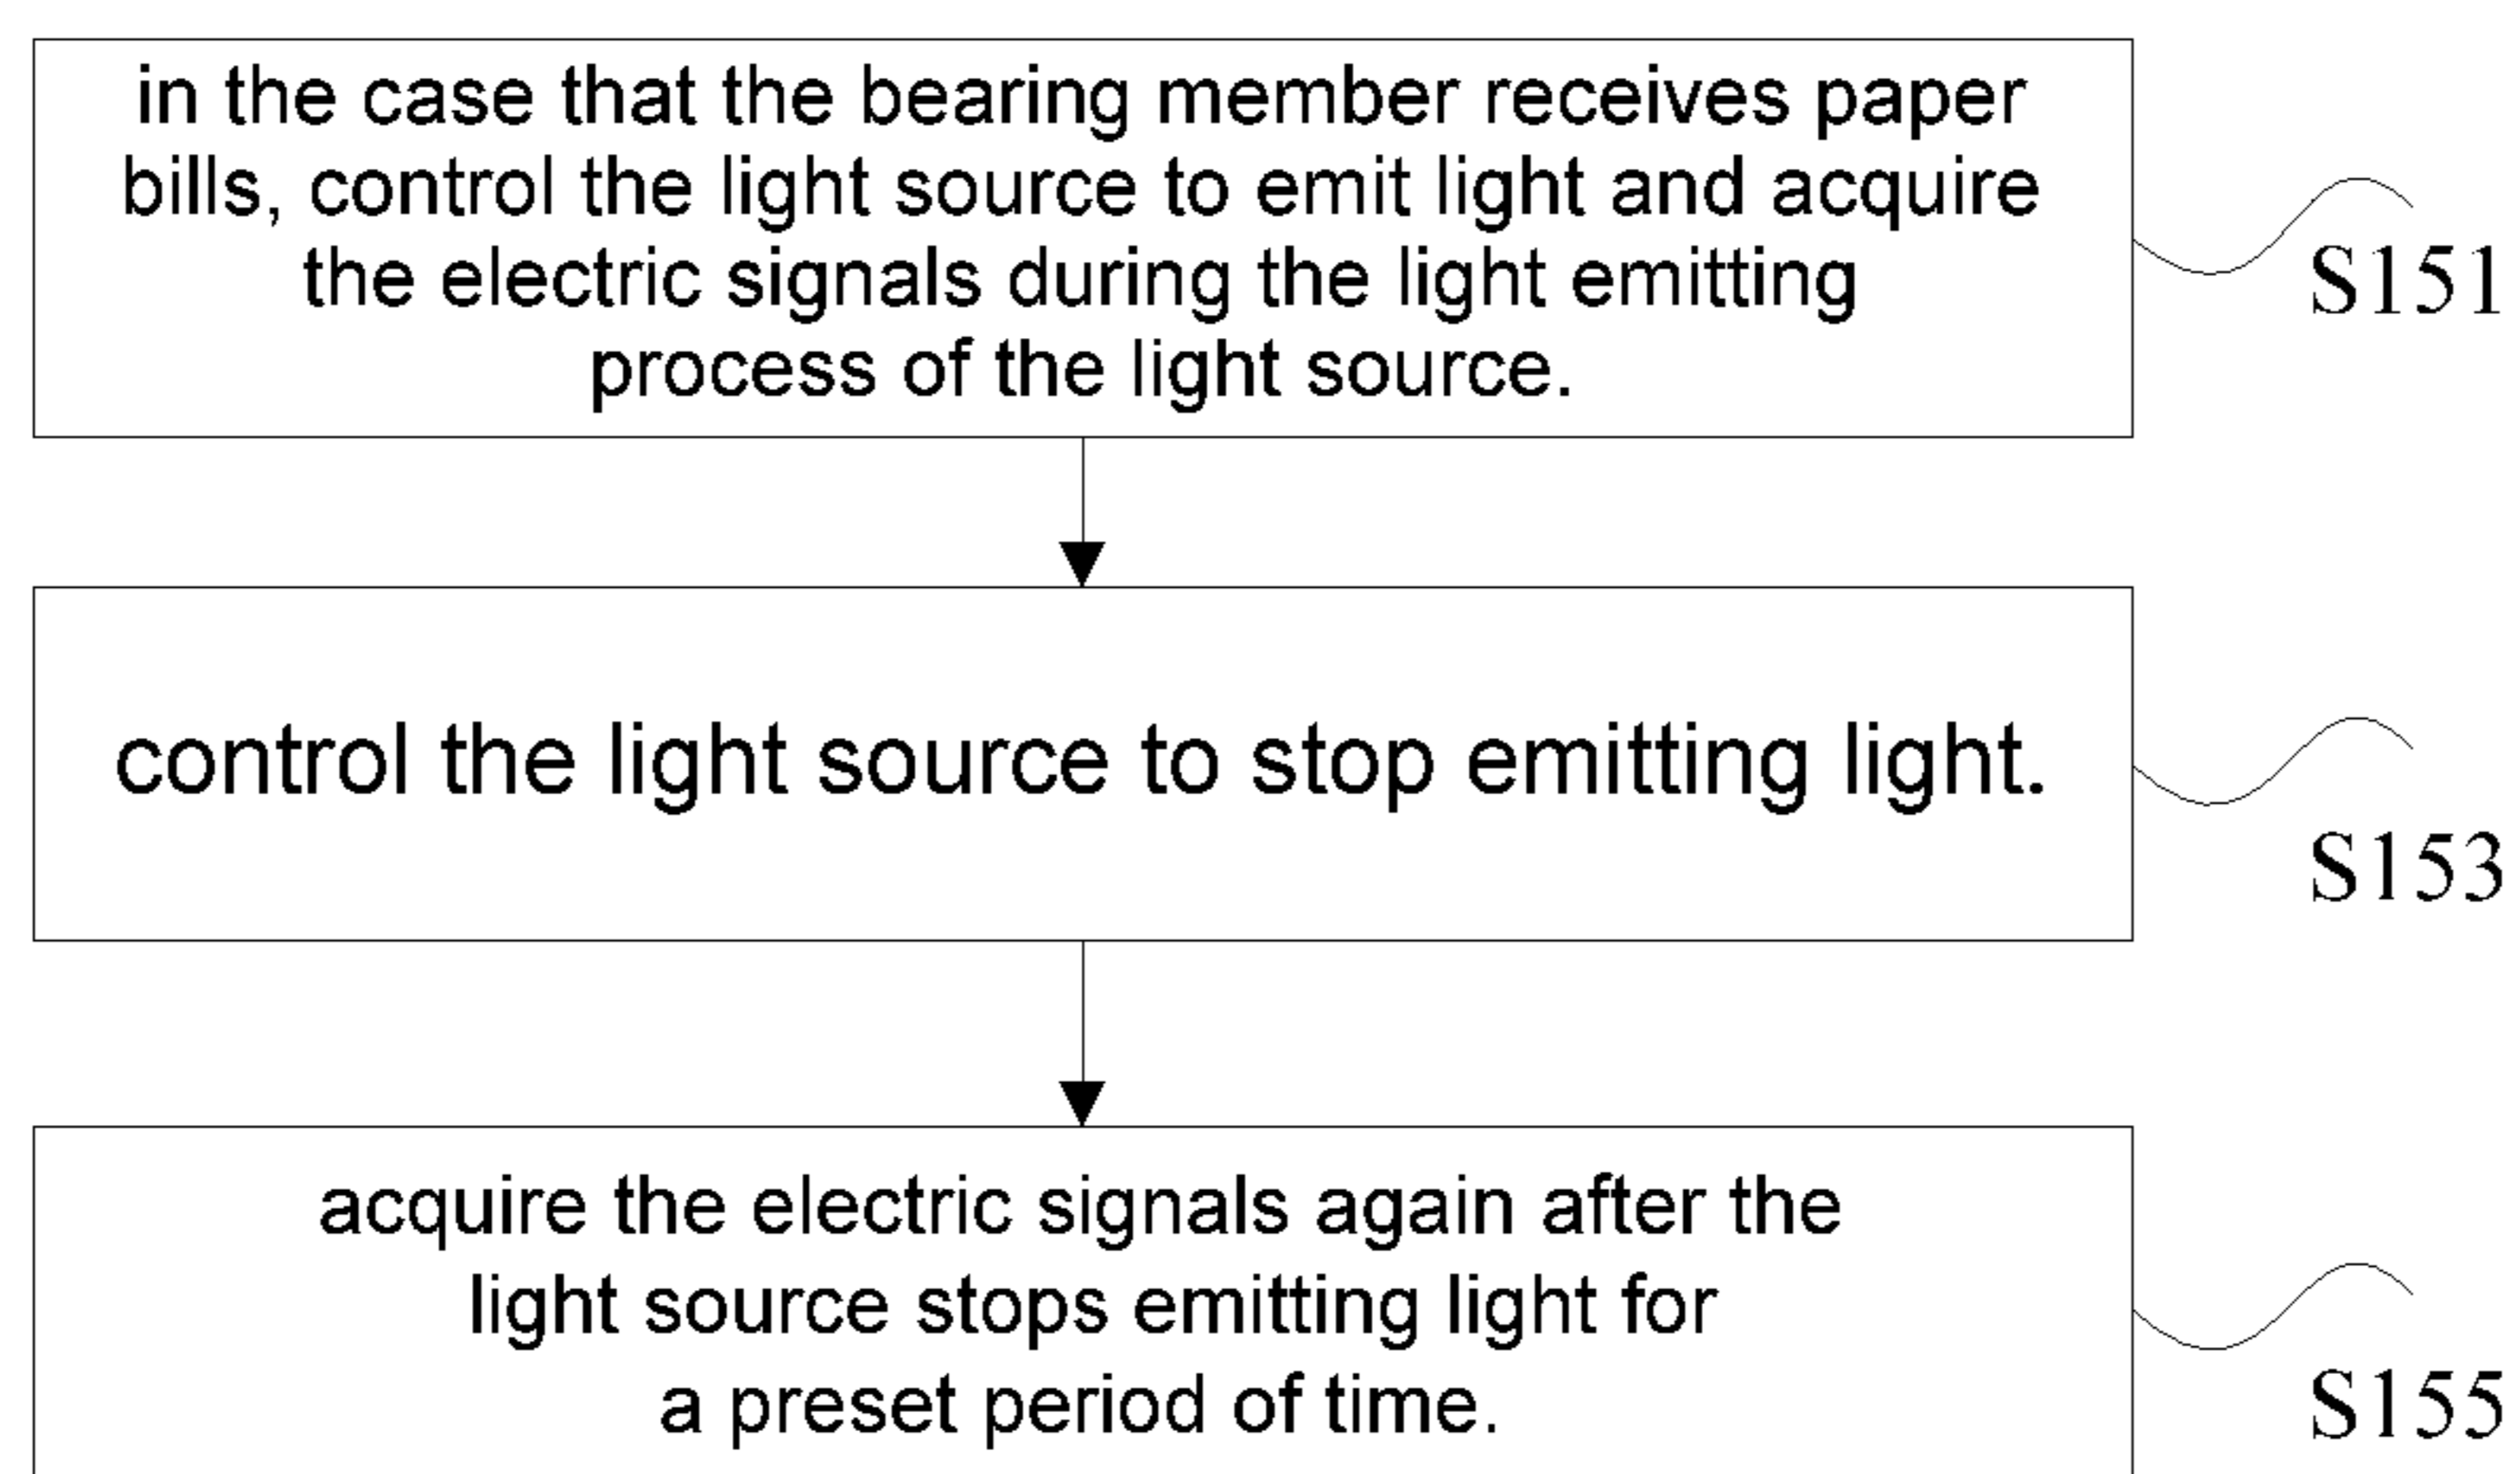 in the case that the bearing member receives paper
bills, control the light source to emit light and acquire
the electric signals during the light emitting
process of the light source.
S151
control the light source to stop emitting light.
S153
acquire the electric signals again after the
light source stops emitting light for
a preset period of time.
S155